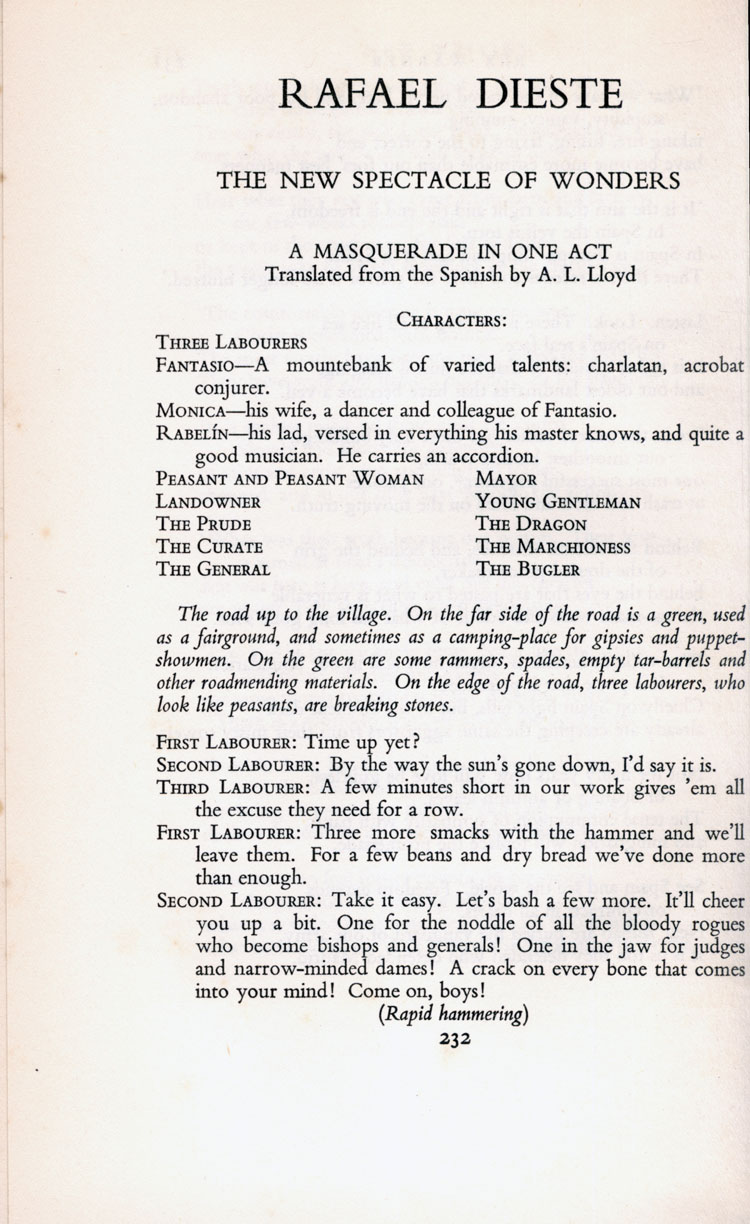 RAFAEL DIESTE
THE NEW SPECTACLE OF WONDERS
A MASQUERADE IN ONE ACT
Translated from the Spanish by A. L. Lloyd
CHARACTERS:
THREE LABOURERS
FANTASIO—A mountebank of varied talents: charlatan, acrobat
conjurer.
MONICA—his wife, a dancer and colleague of Fantasio.
RABELÍN—his lad, versed in everything his master knows, and quite a
good musician. He carries an accordion.
PEASANT AND PEASANT WOMAN MAYOR
LANDOWNER YOUNG GENTLEMAN
THE PRUDE THE DRAGON
THE CURATE THE MARCHIONESS
THE GENERAL THE BUGLER
The road up to the village. On the far side of the road is a green, used
as a fairground, and sometimes as a camping-place for gipsies and puppet-
showmen. On the green are some rammers, spades, empty tar-barrels and
other roadmending materials. On the edge of the road, three labourers, who
look like peasants, are breaking stones.
FIRST LABOURER: Time up yet?
SECOND LABOURER: By the way the sun's gone down, I'd say it is.
THIRD LABOURER: A few minutes short in our work gives 'em all
the excuse they need for a row.
FIRST LABOURER: Three more smacks with the hammer and we'll
leave them. For a few beans and dry bread we've done more
than enough.
SECOND LABOURER: Take it easy. Let's bash a few more. It'll cheer
you up a bit. One for the noddle of all the bloody rogues
who become bishops and generals! One in the jaw for judges
and narrow-minded dames! A crack on every bone that comes
into your mind! Come on, boys!
(Rapid hammering)
232